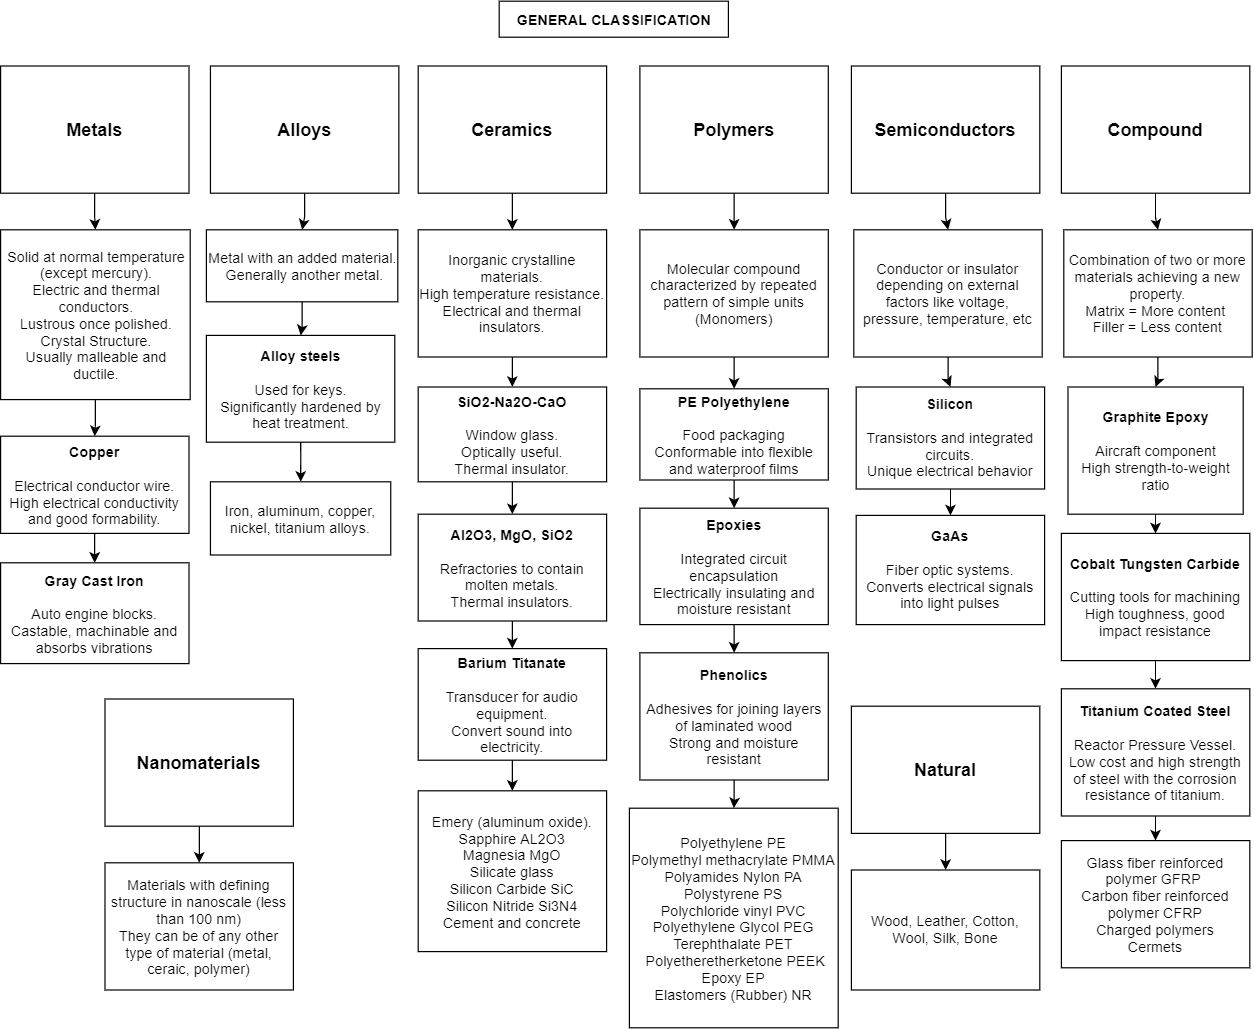 GENERAL CLASSIFICATION
Metals
Solid at normal temperature
(except mercury).
Electric and thermal
conductors.
Lustrous once polished.
Crystal Structure.
Usually malleable and
ductile.
Copper
Electrical conductor wire.
High electrical conductivity
and good formability.
Gray Cast Iron
Auto engine blocks.
Castable, machinable and
absorbs vibrations
Alloys
Metal with an added material.
Generally another metal.
Alloy steels
Used for keys.
Significantly hardened by
heat treatment.
Iron, aluminum, copper,
nickel, titanium alloys.
Ceramics
Inorganic crystalline
materials.
High temperature resistance.
Electrical and thermal
insulators.
SiO2-Na2O-CaO
Window glass.
Optically useful.
Thermal insulator.
Al2O3, MgO, SiO2
Refractories to contain
molten metals.
Thermal insulators.
Barium Titanate
Transducer for audio
equipment.
Convert sound into
electricity.
Emery (aluminum oxide).
Sapphire AL2O3
Magnesia MgO
Silicate glass
Silicon Carbide SiC
Silicon Nitride Si3N4
Cement and concrete
Polymers
Molecular compound
characterized by repeated
pattern of simple units
(Monomers)
PE Polyethylene
Food packaging
Conformable into flexible
and waterproof films
Epoxies
Integrated circuit
encapsulation
Electrically insulating and
moisture resistant
Phenolics
Adhesives for joining layers
of laminated wood
Strong and moisture
resistant
Polyethylene PE
Polymethyl methacrylate PMMA
Polyamides Nylon PA
Polystyrene PS
Polychloride vinyl PVC
Polyethylene Glycol PEG
Terephthalate PET
Polyetheretherketone PEEK
Epoxy EP
Elastomers (Rubber) NR
Semiconductors
Conductor or insulator
depending on external
factors like voltage,
pressure, temperature, etc
Silicon
Transistors and integrated
circuits.
Unique electrical behavior
GaAs
Fiber optic systems.
Converts electrical signals
into light pulses
Compound
Combination of two or more
materials achieving a new
property.
Matrix = More content
Filler = Less content
Graphite Epoxy
Aircraft component
High strength-to-weight
ratio
Cobalt Tungsten Carbide
Cutting tools for machining
High toughness, good
impact resistance
Titanium Coated Steel
Reactor Pressure Vessel.
Low cost and high strength
of steel with the corrosion
resistance of titanium.
Glass fiber reinforced
polymer GFRP
Carbon fiber reinforced
polymer CFRP
Charged polymers
Cermets
Nanomaterials
Materials with defining
structure in nanoscale (less
than 100 nm)
They can be of any other
type of material (metal,
ceraic, polymer)
Natural
Wood, Leather, Cotton,
Wool, Silk, Bone